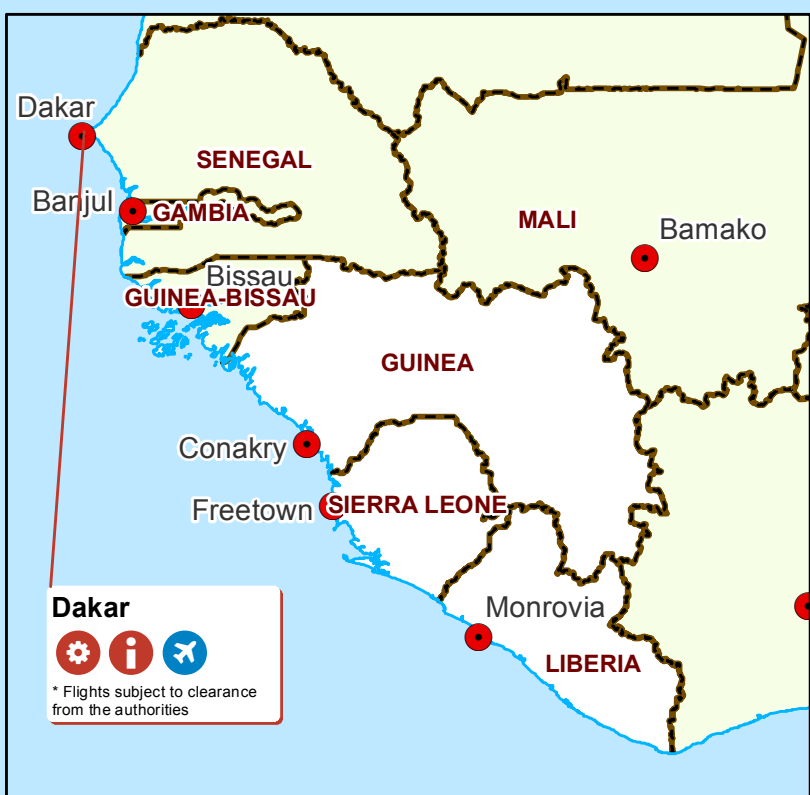 Dakar
SENEGAL
Banjul
GAMBIA
MALI
Bamako
Bissau
GUINEA-BISSAU
GUINEA
Conakry
Freetown
SIERRA LEONE
Monrovia
LIBERIA
Dakar
* Flights subject to clearance
from the authorities